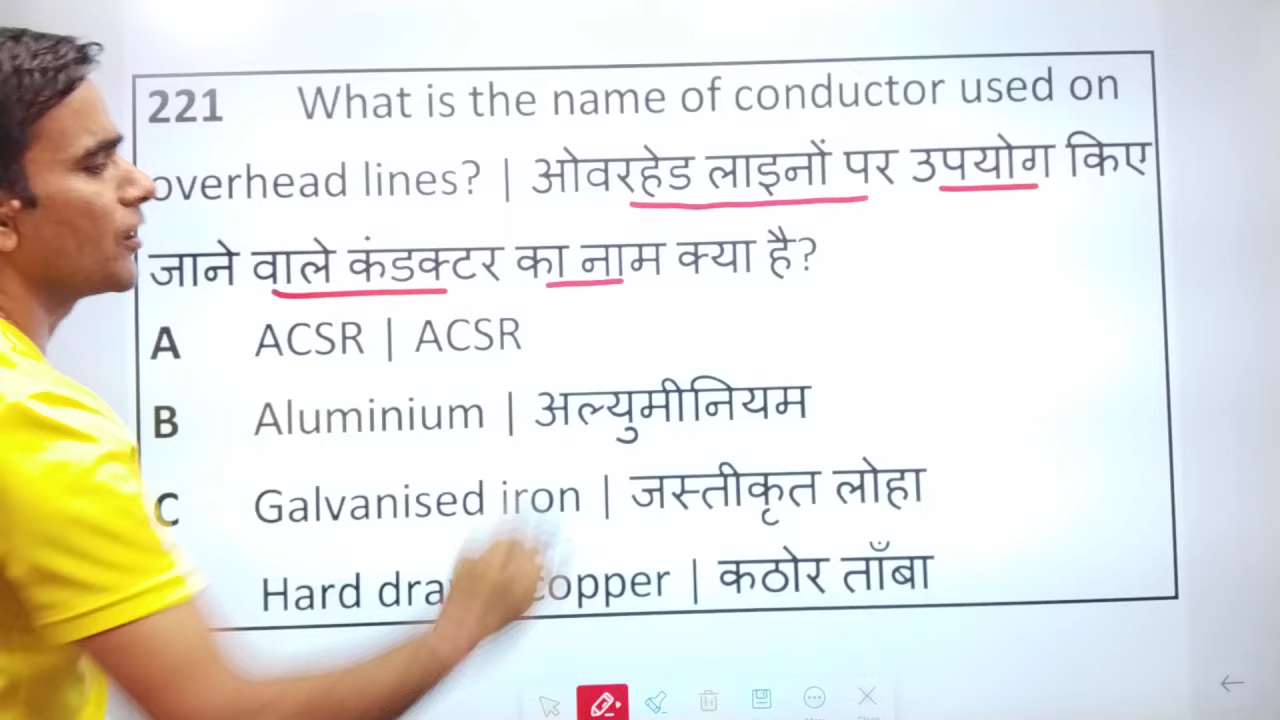 221 What is the name of conductor used on
overhead lines? | ओवरहेड लाइनों पर उपयोग किए
जाने वाले कंडक्टर का नाम क्या है?
A ACSR | ACSR
B Aluminium | अल्युमीनियम
C Galvanised iron | जस्तीकृत लोहा
Hard copper | कठोर ताँबा